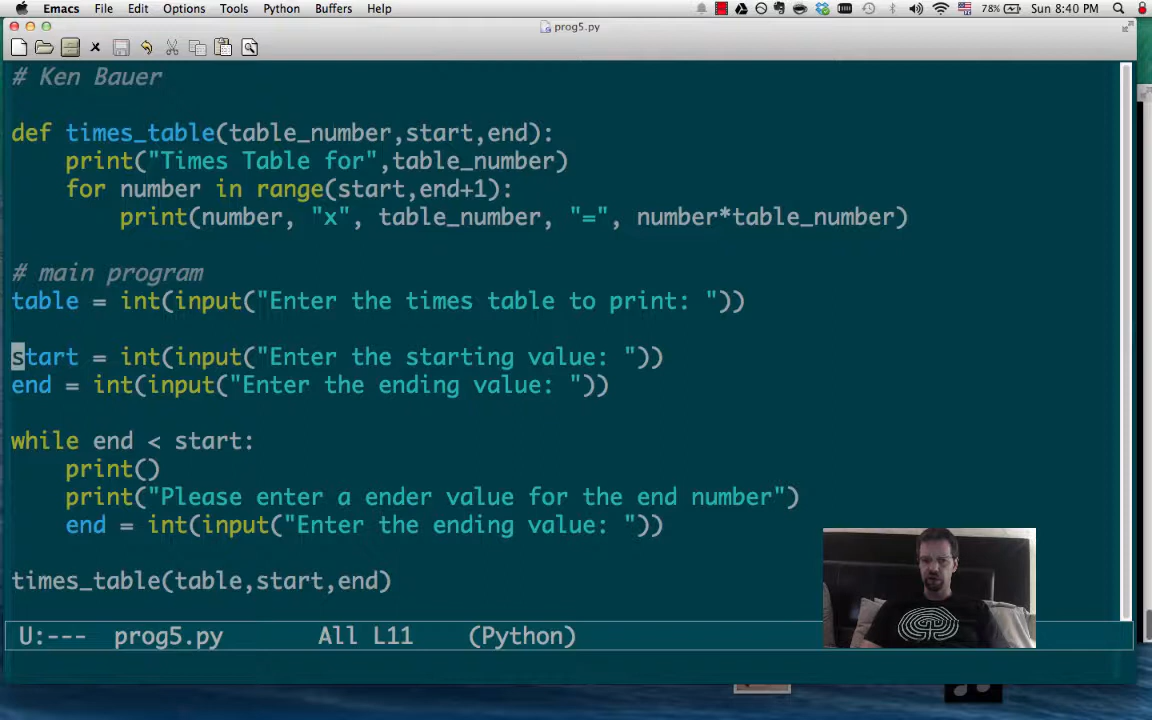 Emacs File Edit Options Tools Python Buffers Help 78% Sun 8:40 PM
prog5.py
# Ken Bauer
def times_table(table_number,start,end):
    print("Times Table for",table_number)
    for number in range(start,end+1):
        print(number, "x", table_number, "=", number*table_number)
# main program
table = int(input("Enter the times table to print: "))
start = int(input("Enter the starting value: "))
end = int(input("Enter the ending value: "))
while end < start:
    print()
    print("Please enter a ender value for the end number")
    end = int(input("Enter the ending value: "))
times_table(table,start,end)
U:--- prog5.py All L11 (Python)